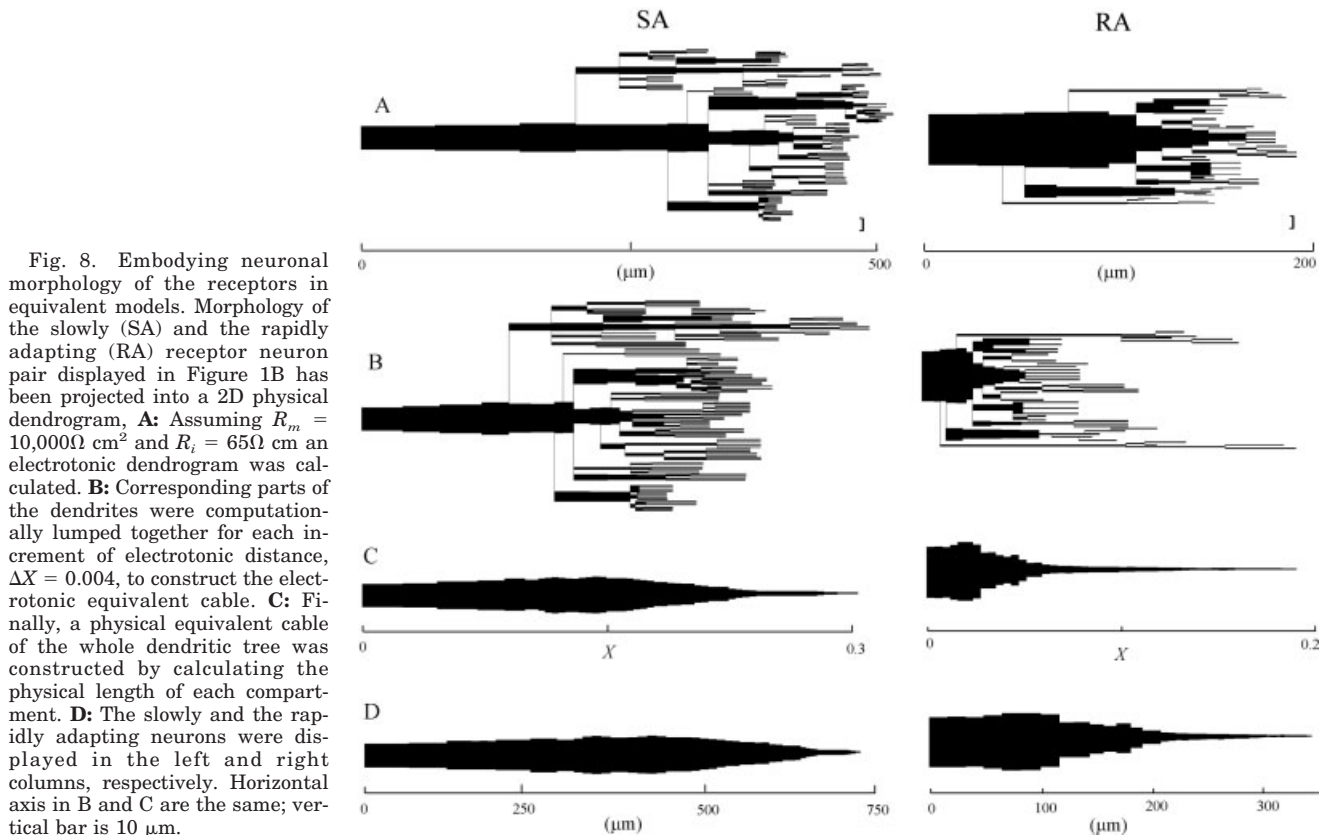 SA
RA
A
0
500
(μm)
0
200
(μm)
B
C
0
X
0.3
0
X
0.2
D
0
250
500
750
(μm)
0
100
200
300
(μm)
Fig. 8. Embodying neuronal
morphology of the receptors in
equivalent models. Morphology of
the slowly (SA) and the rapidly
adapting (RA) receptor neuron
pair displayed in Figure 1B has
been projected into a 2D physical
dendrogram, A: Assuming Rm =
10,000Ω cm² and Ri = 65Ω cm an
electrotonic dendrogram was cal-
culated. B: Corresponding parts of
the dendrites were computation-
ally lumped together for each in-
crement of electrotonic distance,
ΔX = 0.004, to construct the elect-
rotonic equivalent cable. C: Fi-
nally, a physical equivalent cable
of the whole dendritic tree was
constructed by calculating the
physical length of each compart-
ment. D: The slowly and the rap-
idly adapting neurons were dis-
played in the left and right
columns, respectively. Horizontal
axis in B and C are the same; ver-
tical bar is 10 μm.